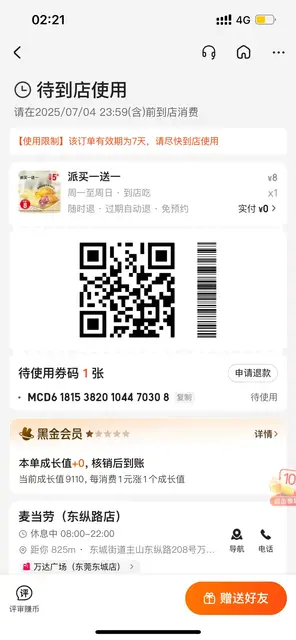 02:21
4G
待到店使用
请在2025/07/04 23:59(含)前到店消费
【使用限制】该订单有效期为7天，请尽快到店使用
派买一送一
¥8
周一至周日 · 到店吃
x1
随时退 · 过期自动退 · 免预约
实付 ¥0
待使用券码 1 张
申请退款
MCD6 1815 3820 1044 7030 8 复制
待使用
黑金会员
详情
本单成长值+0，核销后到账
当前成长值9110，每消费1元涨1个成长值
麦当劳（东纵路店）
休息中 08:00-22:00
距你 825m · 东城街道主山东纵路208号万...
导航
电话
万达广场（东莞东城店）
评审赚币
赠送好友